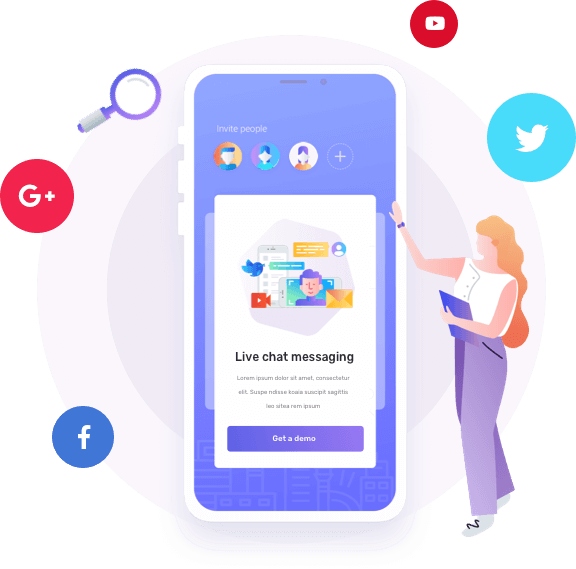 Invite people
G+
Live chat messaging
Lorem ipsum dolor sit amet, consectetur
elit. Suspe ndisse koaia suscipit sagittis
leo sitea rem ipsum
Get a demo
f